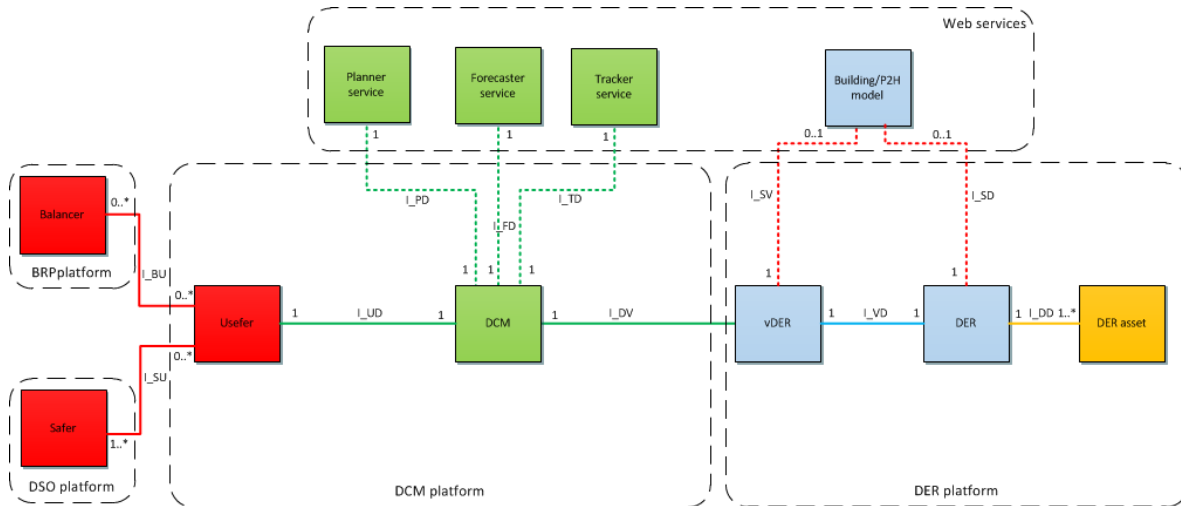 Web services
Planner
service
Forecaster
service
Tracker
service
Building/P2H
model
1
1
1
0..1
0..1
Balancer
0..*
BRPplatform
I_BU
0..*
I_PD
I_FD
I_TD
I_SV
I_SD
1
1
1
1
1
Usefer
1
I_UD
1
DCM
1
I_DV
vDER
1
I_VD
1
DER
1
I_DD
1..*
DER asset
0..*
I_SU
Safer
1..*
DSO platform
DCM platform
DER platform